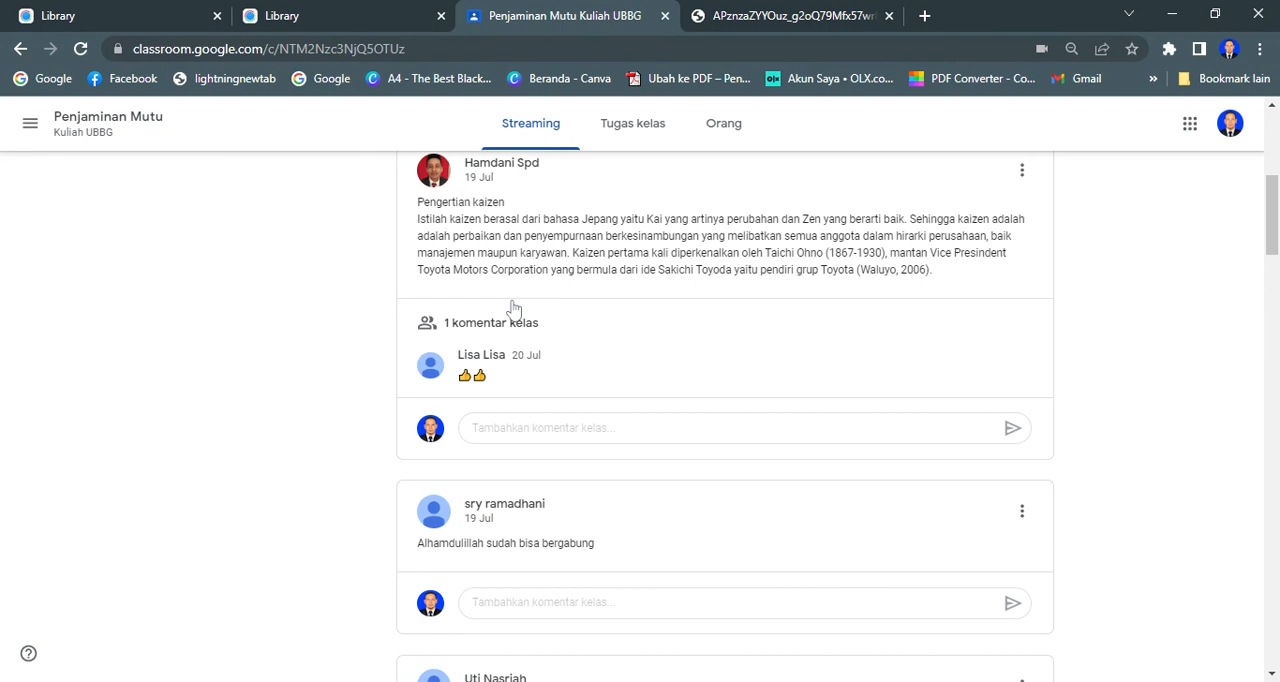 Library
Library
Penjaminan Mutu Kuliah UBBG
APznzaZYYOuz_g2oQ79Mfx57wr
classroom.google.com/c/NTM2Nzc3NjQ5OTUz
Google
Facebook
lightningnewtab
Google
A4 - The Best Black...
Beranda - Canva
Ubah ke PDF – Pen...
Akun Saya • OLX.co...
PDF Converter - Co...
Gmail
»
Bookmark lain
Penjaminan Mutu
Kuliah UBBG
Streaming
Tugas kelas
Orang
Hamdani Spd
19 Jul
Pengertian kaizen
Istilah kaizen berasal dari bahasa Jepang yaitu Kai yang artinya perubahan dan Zen yang berarti baik. Sehingga kaizen adalah
adalah perbaikan dan penyempurnaan berkesinambungan yang melibatkan semua anggota dalam hirarki perusahaan, baik
manajemen maupun karyawan. Kaizen pertama kali diperkenalkan oleh Taichi Ohno (1867-1930), mantan Vice Presindent
Toyota Motors Corporation yang bermula dari ide Sakichi Toyoda yaitu pendiri grup Toyota (Waluyo, 2006).
1 komentar kelas
Lisa Lisa 20 Jul
👍👍
Tambahkan komentar kelas...
sry ramadhani
19 Jul
Alhamdulillah sudah bisa bergabung
Tambahkan komentar kelas...
Uti Nasriah